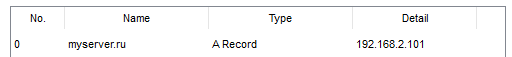 No. Name Type Detail
0 myserver.ru A Record 192.168.2.101